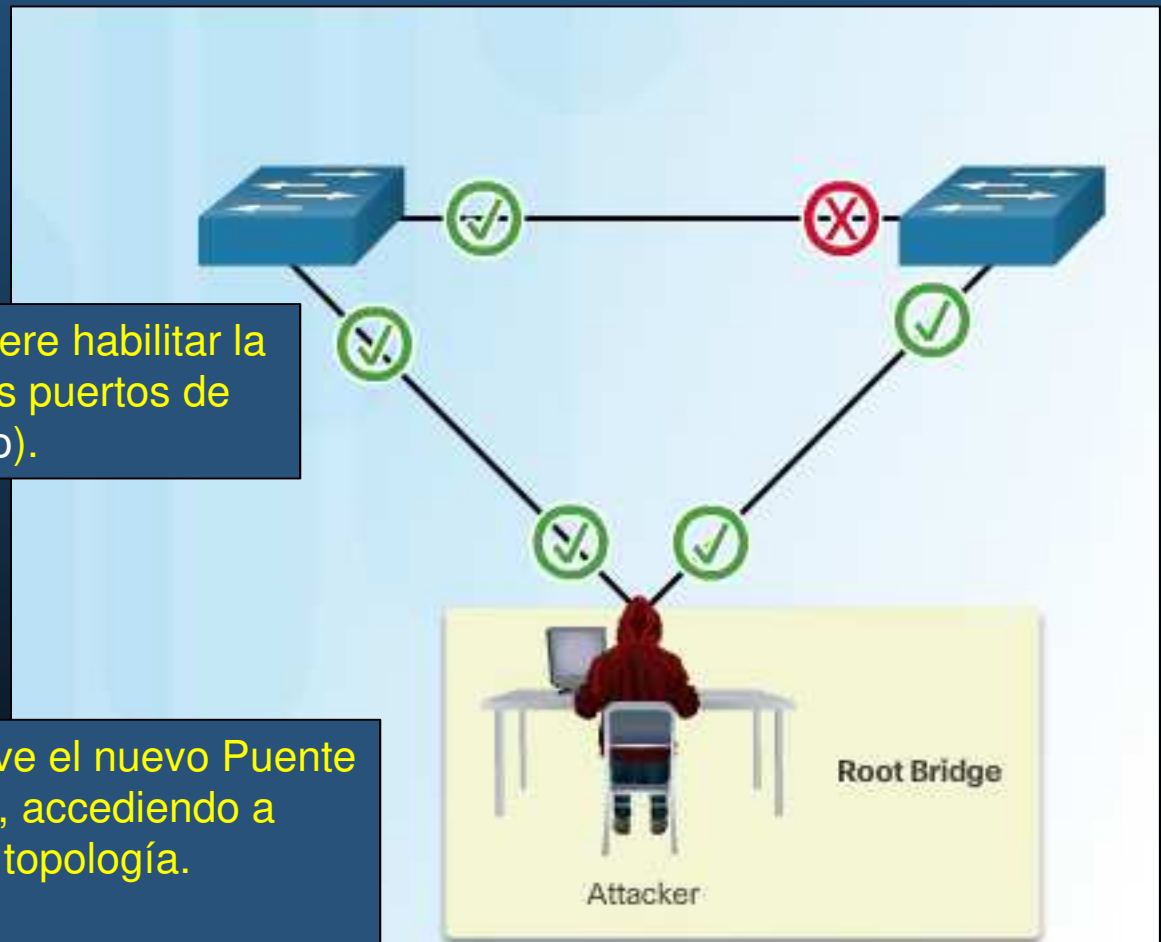 ere habilitar la
s puertos de
o).
ve el nuevo Puente
, accediendo a
topología.
Root Bridge
Attacker